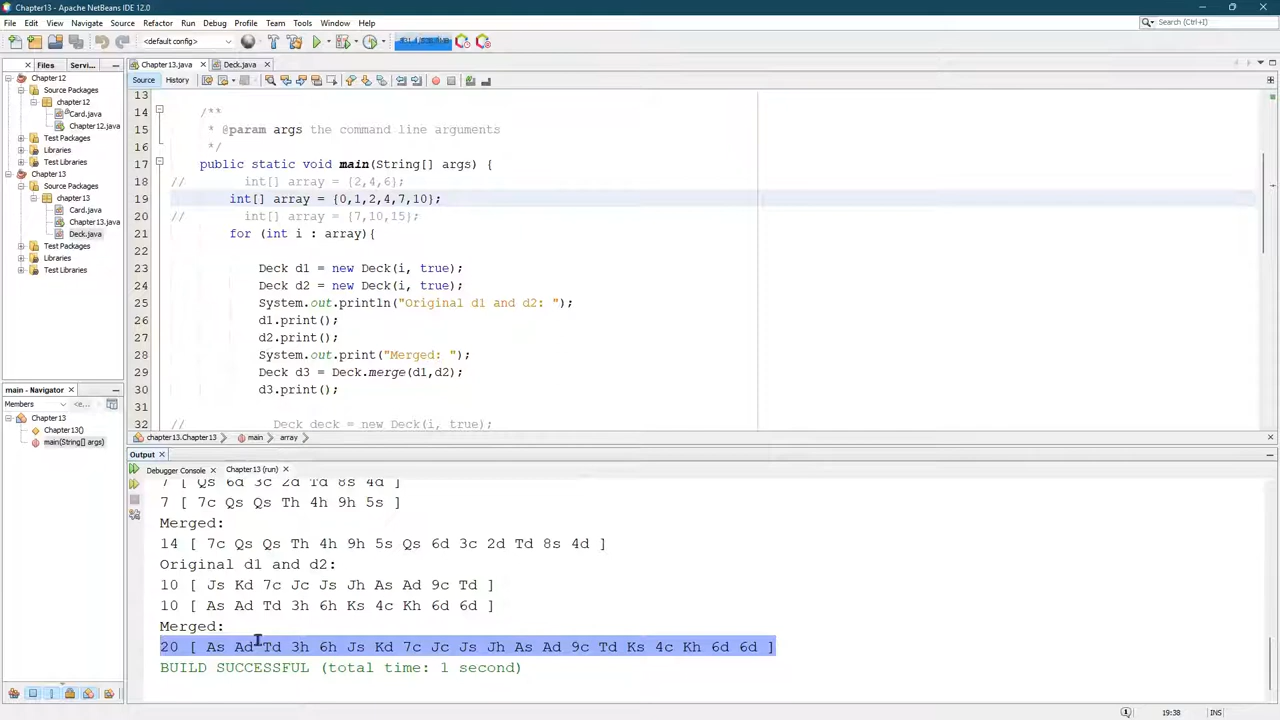 Chapter13 - Apache NetBeans IDE 12.0
File Edit View Navigate Source Refactor Run Debug Profile Team Tools Window Help
Search (Ctrl+I)
<default config>
Files Servi...
Chapter13.java Deck.java
Source History
Chapter12
Source Packages
chapter12
Card.java
Chapter12.java
Test Packages
Libraries
Test Libraries
Chapter13
Source Packages
chapter13
Card.java
Chapter13.java
Deck.java
Test Packages
Libraries
Test Libraries
main - Navigator
Members <e...
Chapter13
Chapter13()
main(String[] args)
13
14 /**
15 * @param args the command line arguments
16 */
17 public static void main(String[] args) {
18 // int[] array = {2,4,6};
19 int[] array = {0,1,2,4,7,10};
20 // int[] array = {7,10,15};
21 for (int i : array){
22
23 Deck d1 = new Deck(i, true);
24 Deck d2 = new Deck(i, true);
25 System.out.println("Original d1 and d2: ");
26 d1.print();
27 d2.print();
28 System.out.print("Merged: ");
29 Deck d3 = Deck.merge(d1,d2);
30 d3.print();
31
32 // Deck deck = new Deck(i, true);
chapter13.Chapter13 main array
Output
Debugger Console Chapter13 (run)
7 [ Qs 6d 3c 2d Td 8s 4d ]
7 [ 7c Qs Qs Th 4h 9h 5s ]
Merged:
14 [ 7c Qs Qs Th 4h 9h 5s Qs 6d 3c 2d Td 8s 4d ]
Original d1 and d2:
10 [ Js Kd 7c Jc Js Jh As Ad 9c Td ]
10 [ As Ad Td 3h 6h Ks 4c Kh 6d 6d ]
Merged:
20 [ As Ad Td 3h 6h Js Kd 7c Jc Js Jh As Ad 9c Td Ks 4c Kh 6d 6d ]
BUILD SUCCESSFUL (total time: 1 second)
19:38 INS